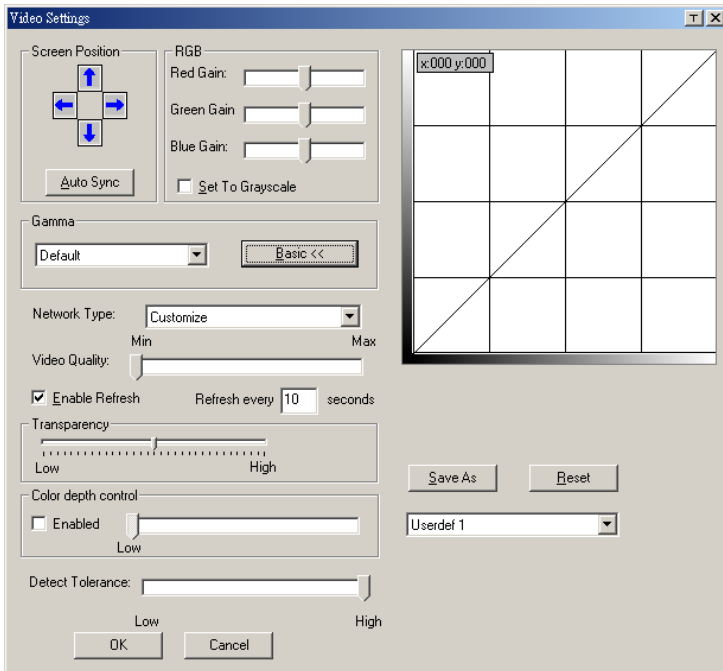 Video Settings
Screen Position
Auto Sync
RGB
Red Gain:
Green Gain
Blue Gain:
Set To Grayscale
x:000 y:000
Gamma
Default
Basic <<
Network Type: Customize
Min Max
Video Quality:
Enable Refresh Refresh every 10 seconds
Transparency
Low High
Color depth control
Enabled
Low
Save As Reset
Userdef 1
Detect Tolerance:
Low High
OK Cancel